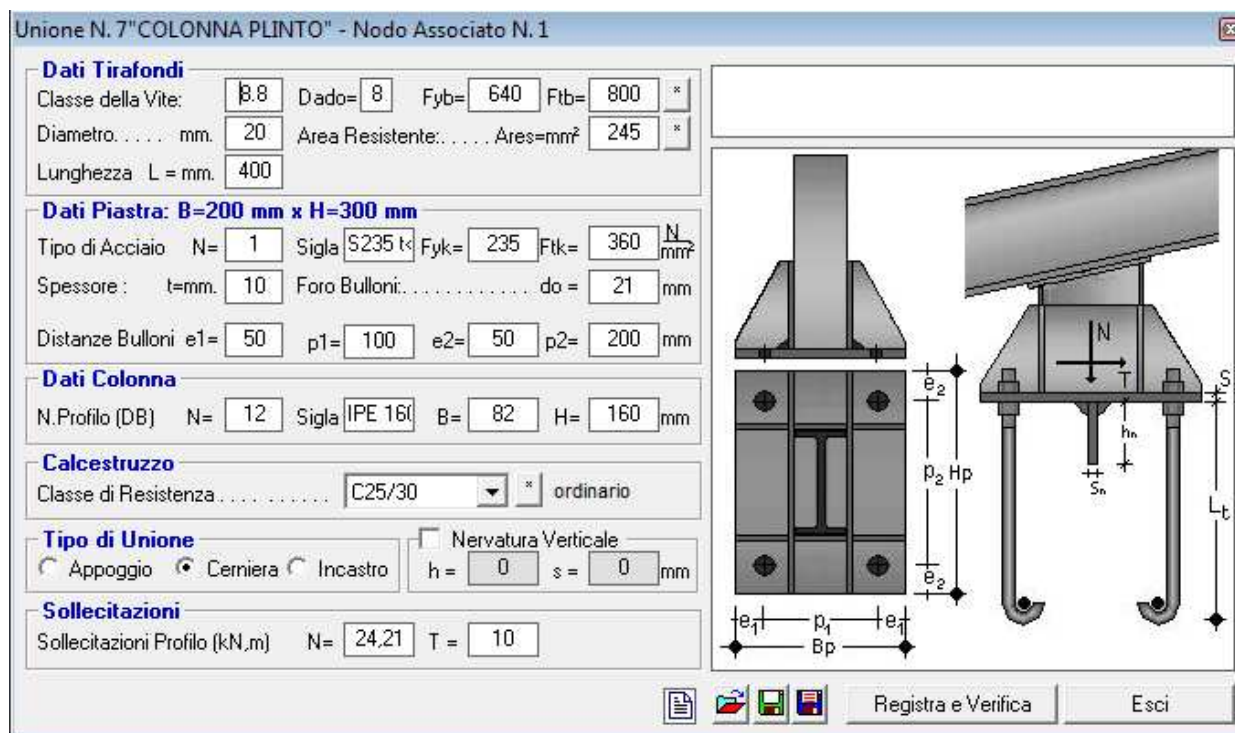 Unione N. 7"COLONNA PLINTO" - Nodo Associato N. 1
Dati Tirafondi
Classe della Vite: 8.8 Dado= 8 Fyb= 640 Ftb= 800 *
Diametro. . . . . mm. 20 Area Resistente:. . . . . Ares=mm² 245 *
Lunghezza L = mm. 400
Dati Piastra: B=200 mm x H=300 mm
Tipo di Acciaio N= 1 Sigla S235 t< Fyk= 235 Ftk= 360 N/mm²
Spessore : t=mm. 10 Foro Bulloni:. . . . . . . . . . . . do = 21 mm
Distanze Bulloni e1= 50 p1= 100 e2= 50 p2= 200 mm
Dati Colonna
N.Profilo (DB) N= 12 Sigla IPE 160 B= 82 H= 160 mm
Calcestruzzo
Classe di Resistenza . . . . . . . . . . C25/30 * ordinario
Tipo di Unione
Appoggio Cerniera Incastro
Nervatura Verticale
h = 0 s = 0 mm
Sollecitazioni
Sollecitazioni Profilo (kN,m) N= 24,21 T = 10
N
T
S
hn
Sn
Lt
e2
p2 Hp
e2
e1 p1 e1
Bp
Registra e Verifica Esci